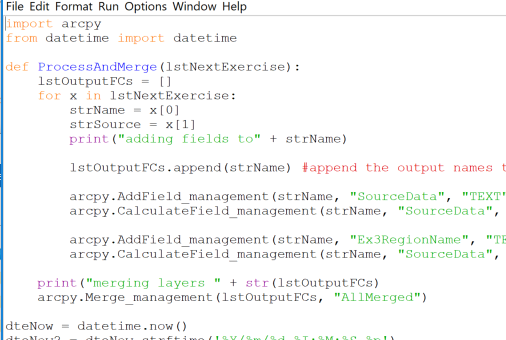 File Edit Format Run Options Window Help
import arcpy
from datetime import datetime
def ProcessAndMerge(lstNextExercise):
lstOutputFCs = []
for x in lstNextExercise:
strName = x[0]
strSource = x[1]
print("adding fields to" + strName)
lstOutputFCs.append(strName) #append the output names t
arcpy.AddField_management(strName, "SourceData", "TEXT"
arcpy.CalculateField_management(strName, "SourceData",
arcpy.AddField_management(strName, "Ex3RegionName", "TE
arcpy.CalculateField_management(strName, "SourceData",
print("merging layers " + str(lstOutputFCs)
arcpy.Merge_management(lstOutputFCs, "AllMerged")
dteNow = datetime.now()
dteNow2 = dteNow.strftime('%Y/%m/%d %I:%M:%S %p')